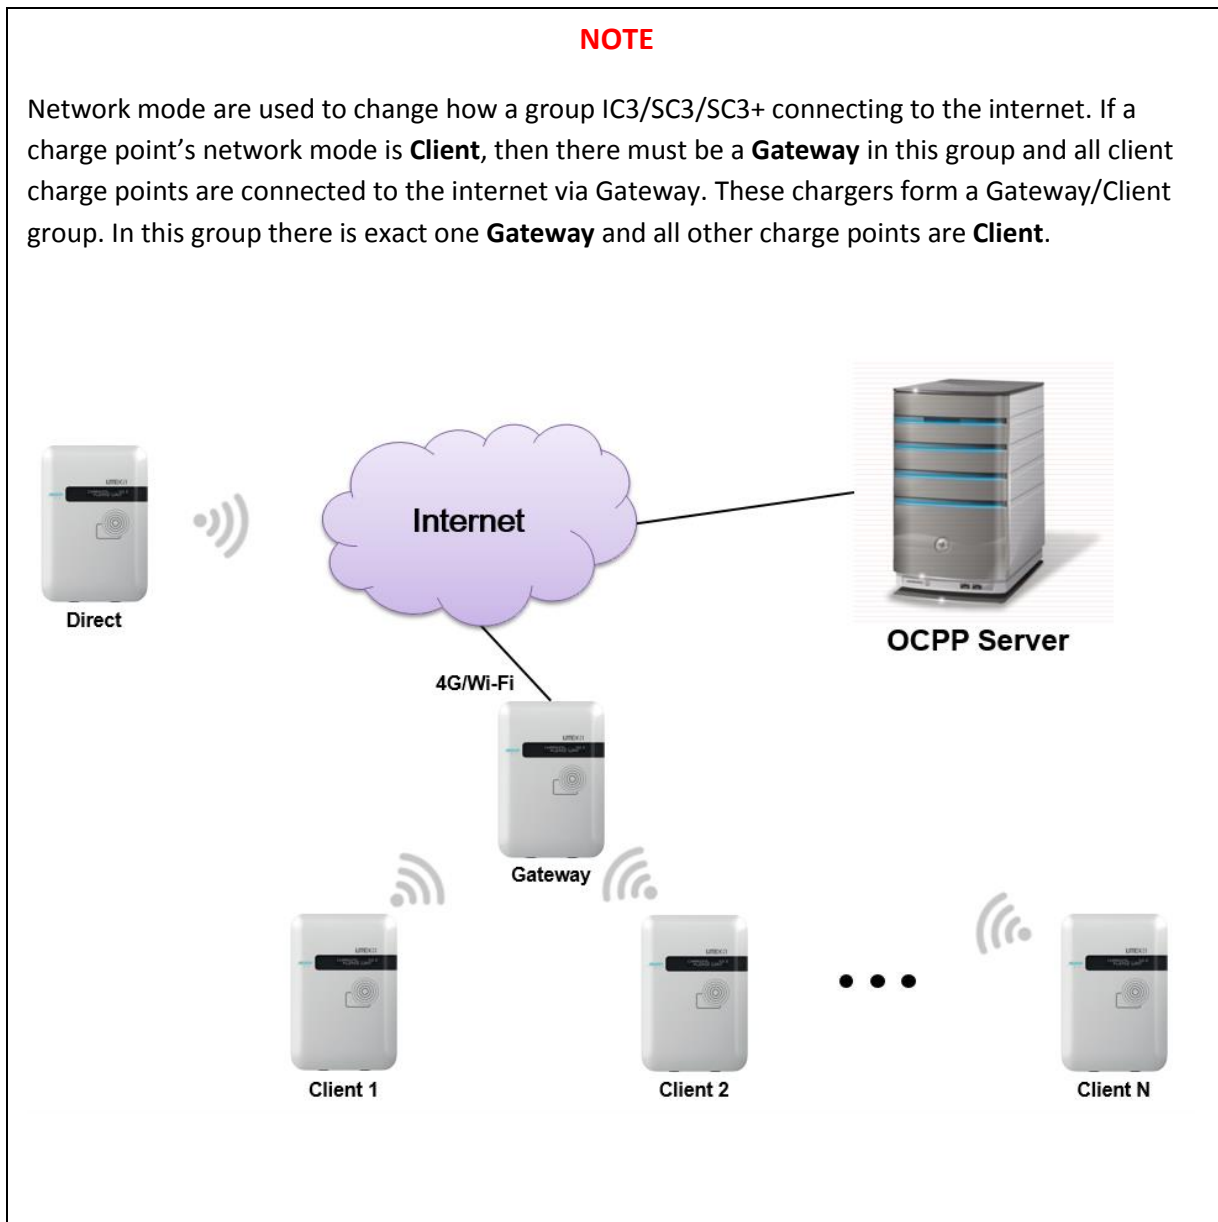 NOTE
Network mode are used to change how a group IC3/SC3/SC3+ connecting to the internet. If a
charge point's network mode is Client, then there must be a Gateway in this group and all client
charge points are connected to the internet via Gateway. These chargers form a Gateway/Client
group. In this group there is exact one Gateway and all other charge points are Client.
Internet
Direct
OCPP Server
4G/Wi-Fi
Gateway
Client 1
Client 2
Client N